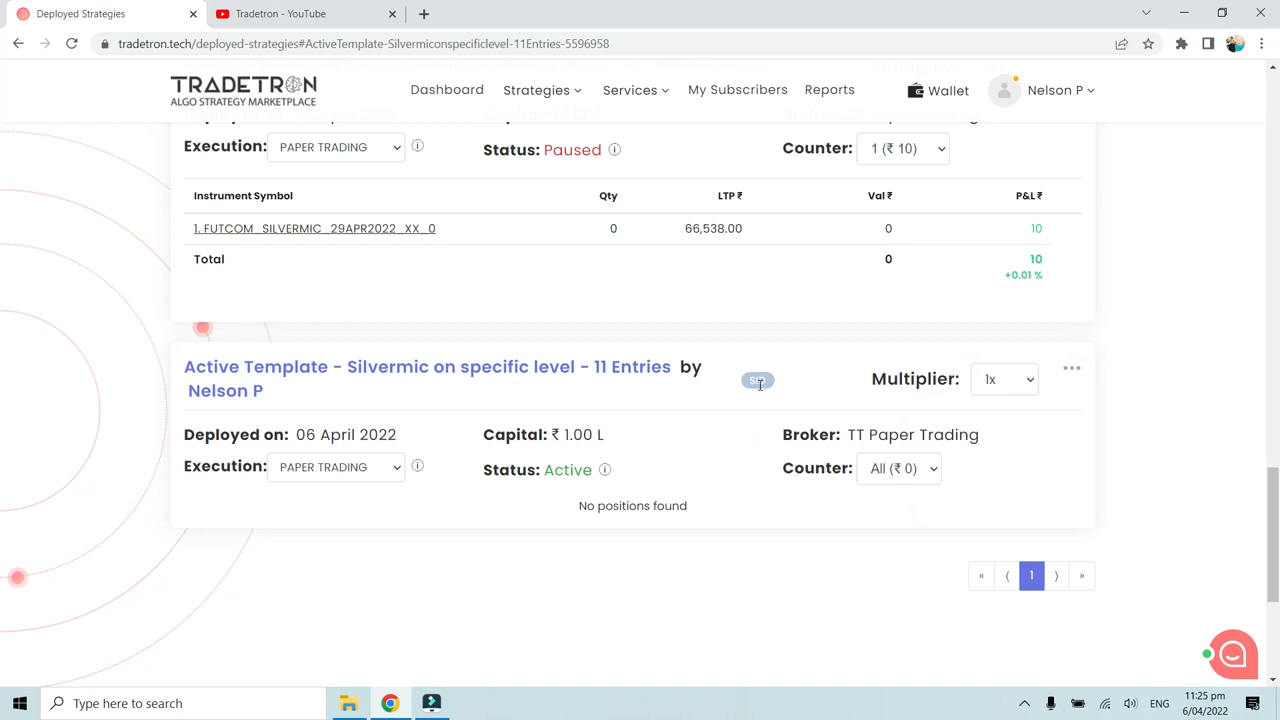 Deployed Strategies
Tradetron - YouTube
tradetron.tech/deployed-strategies#ActiveTemplate-Silvermiconspecificlevel-11Entries-5596958
TRADETRON
ALGO STRATEGY MARKETPLACE
Dashboard Strategies Services My Subscribers Reports Wallet Nelson P
Execution: PAPER TRADING Status: Paused Counter: 1 (₹ 10)
Instrument Symbol Qty LTP ₹ Val ₹ P&L ₹
1. FUTCOM_SILVERMIC_29APR2022_XX_0 0 66,538.00 0 10
Total 0 10
+0.01 %
Active Template - Silvermic on specific level - 11 Entries by
Nelson P
Multiplier: 1x
Deployed on: 06 April 2022 Capital: ₹ 1.00 L Broker: TT Paper Trading
Execution: PAPER TRADING Status: Active Counter: All (₹ 0)
No positions found
« ⟨ 1 ⟩ »
Type here to search
ENG
11:25 pm
6/04/2022